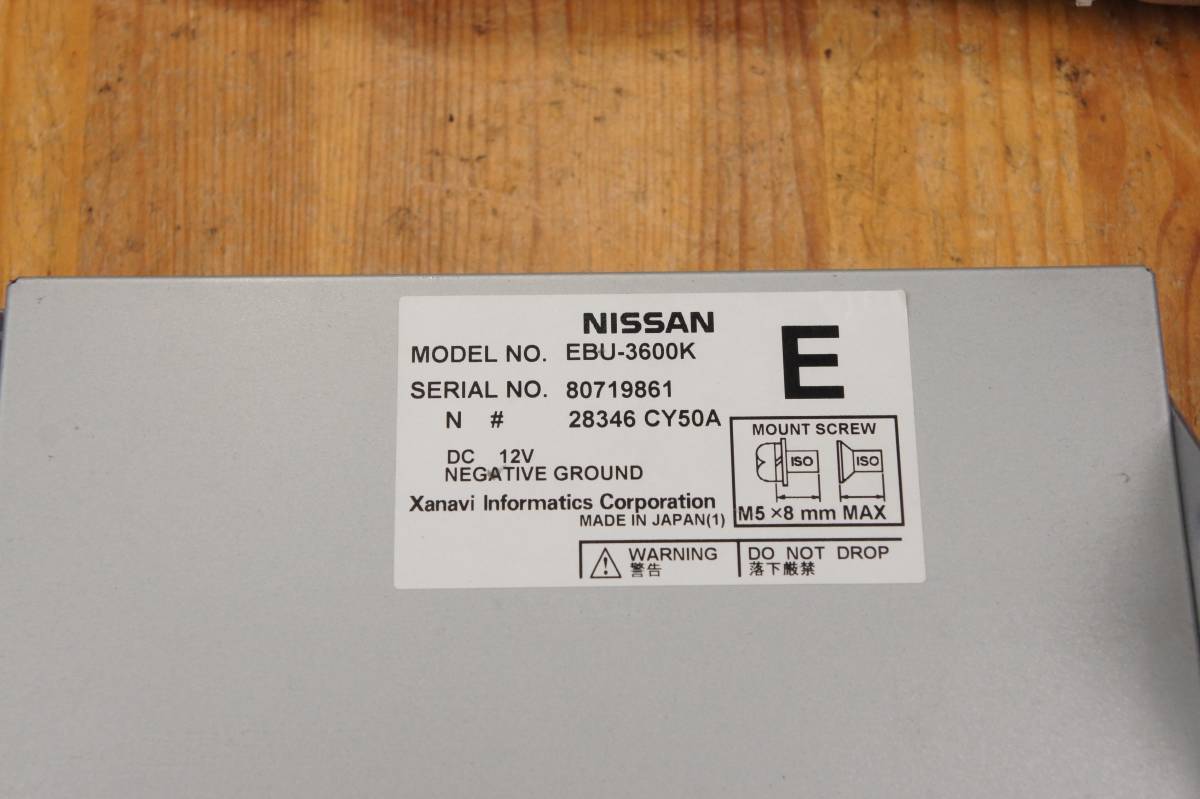 NISSAN
MODEL NO. EBU-3600K
E
SERIAL NO. 80719861
N # 28346 CY50A
DC 12V
NEGATIVE GROUND
Xanavi Informatics Corporation
MADE IN JAPAN(1)
MOUNT SCREW
ISO ISO
M5 ×8 mm MAX
WARNING
警告
DO NOT DROP
落下厳禁